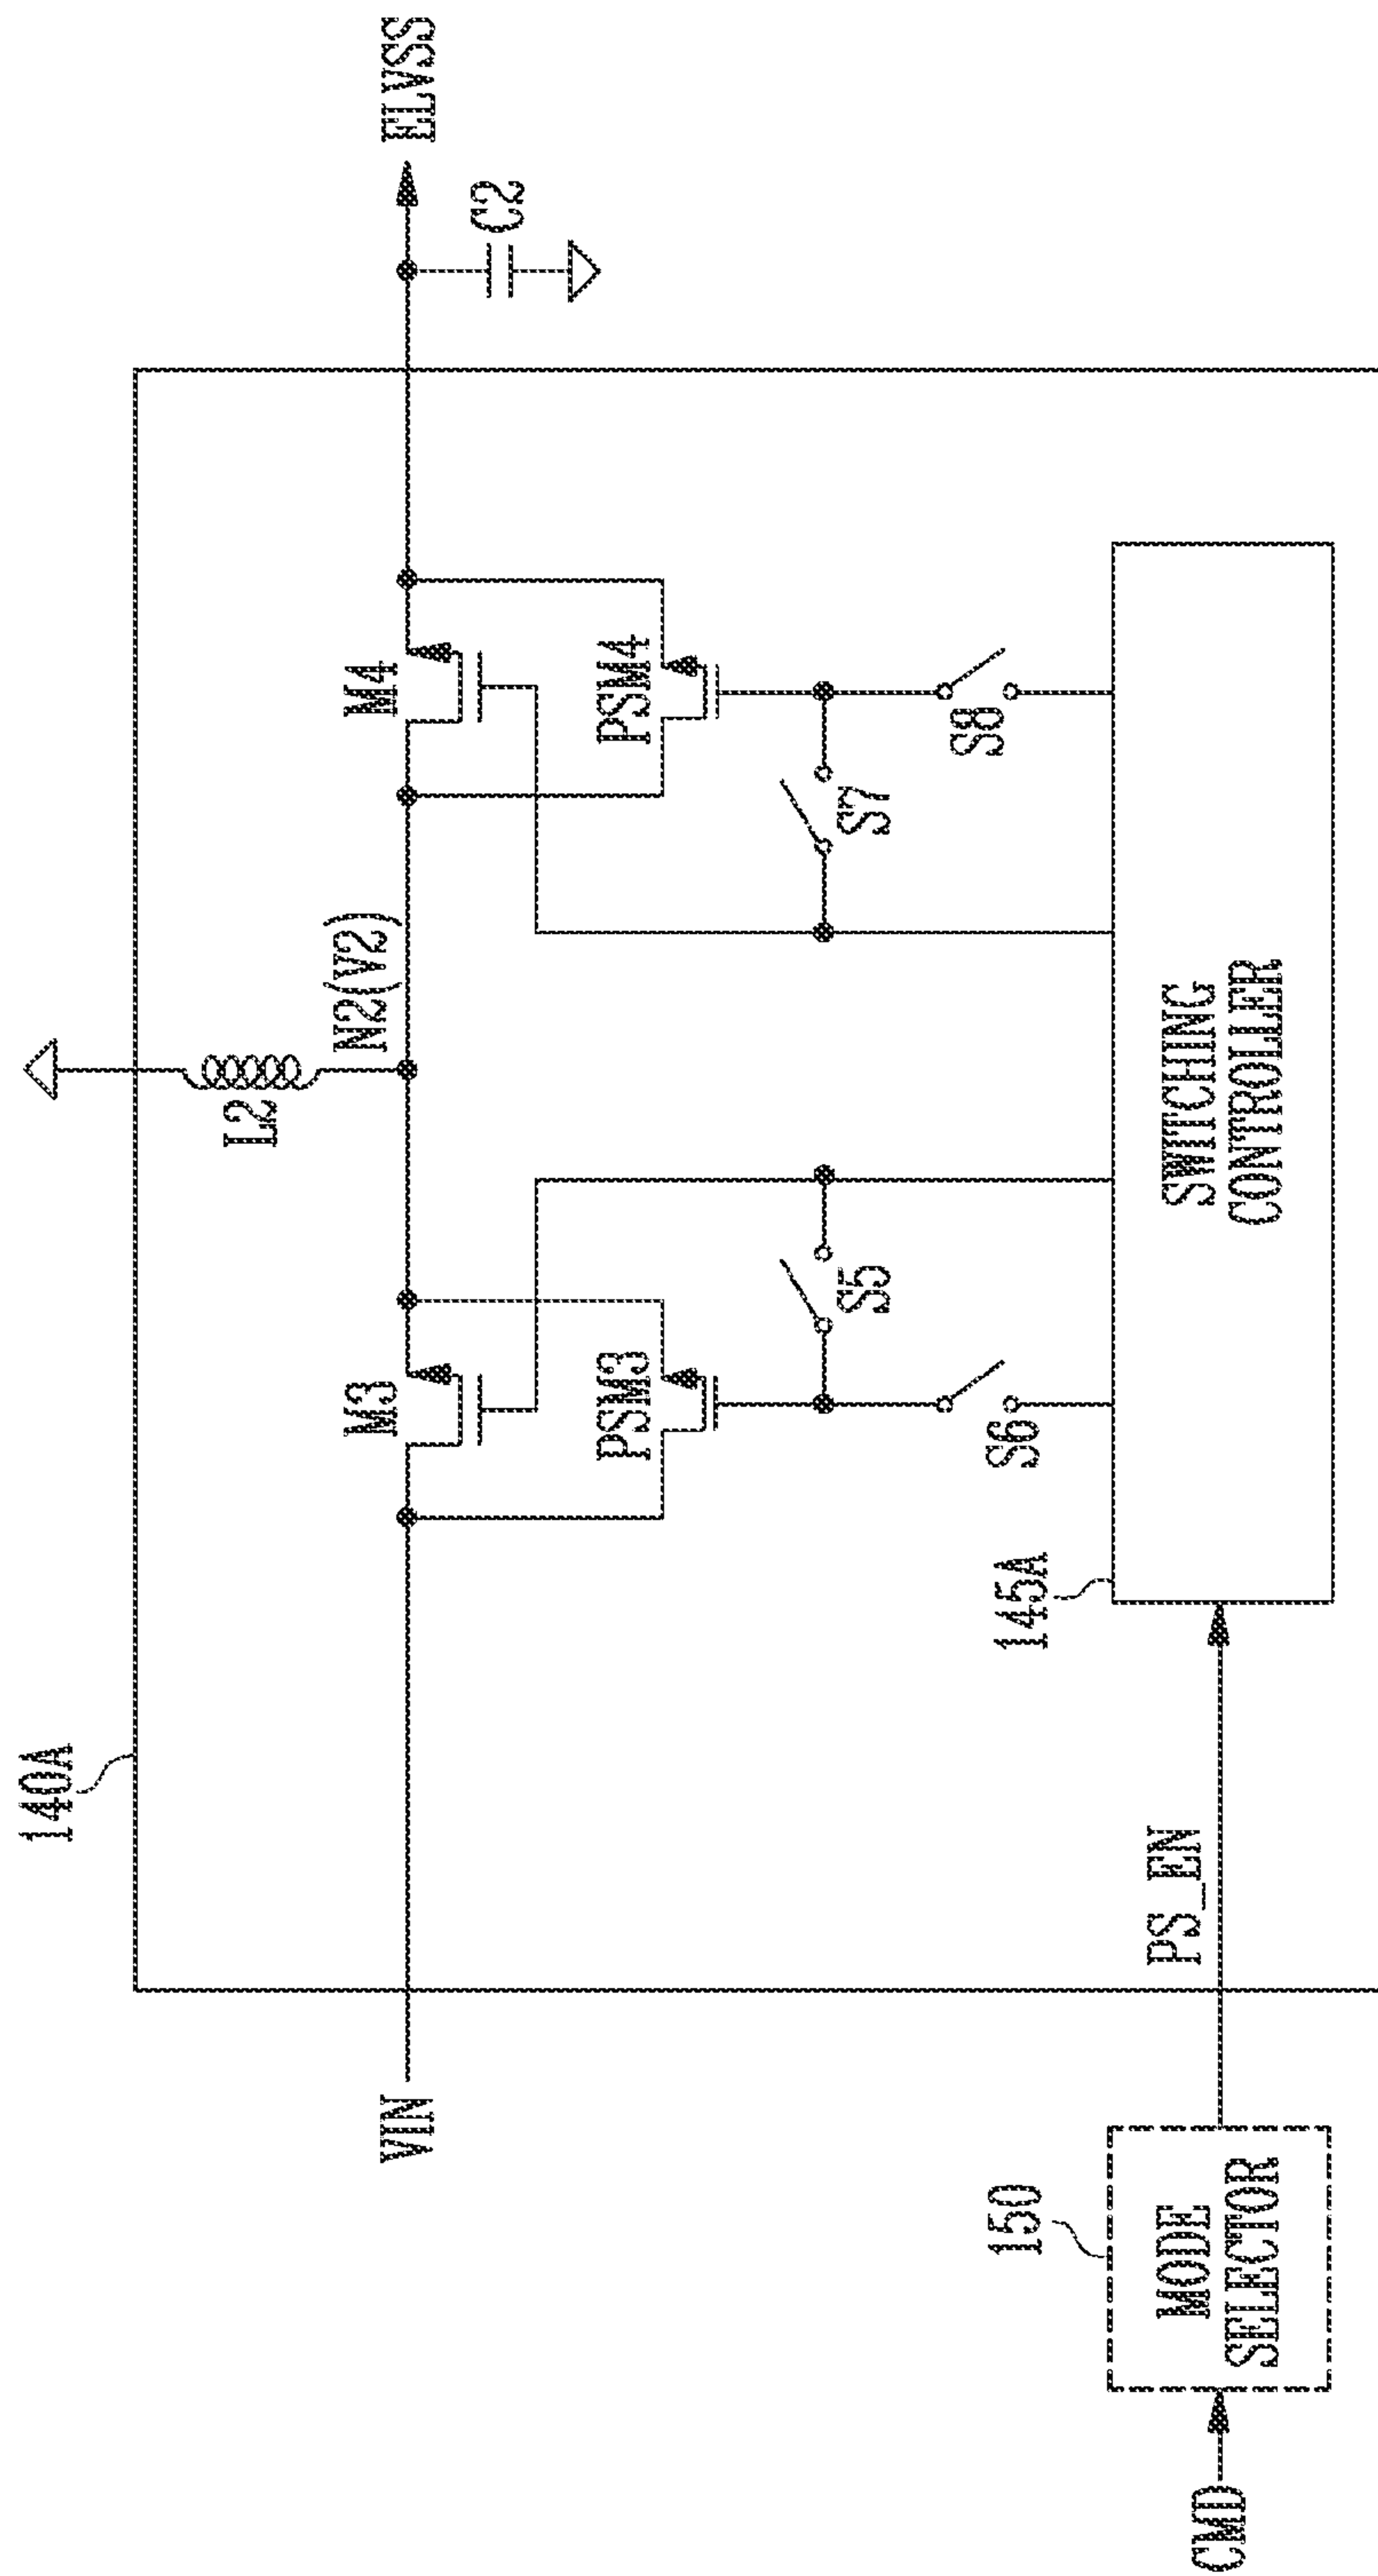 140A
L2
N2(V2)
VIN
M3
M4
ELVSS
C2
PSM3
PSM4
S5
S7
S6
S8
145A
SWITCHING
CONTROLLER
PS_EN
150
MODE
SELECTOR
CMD